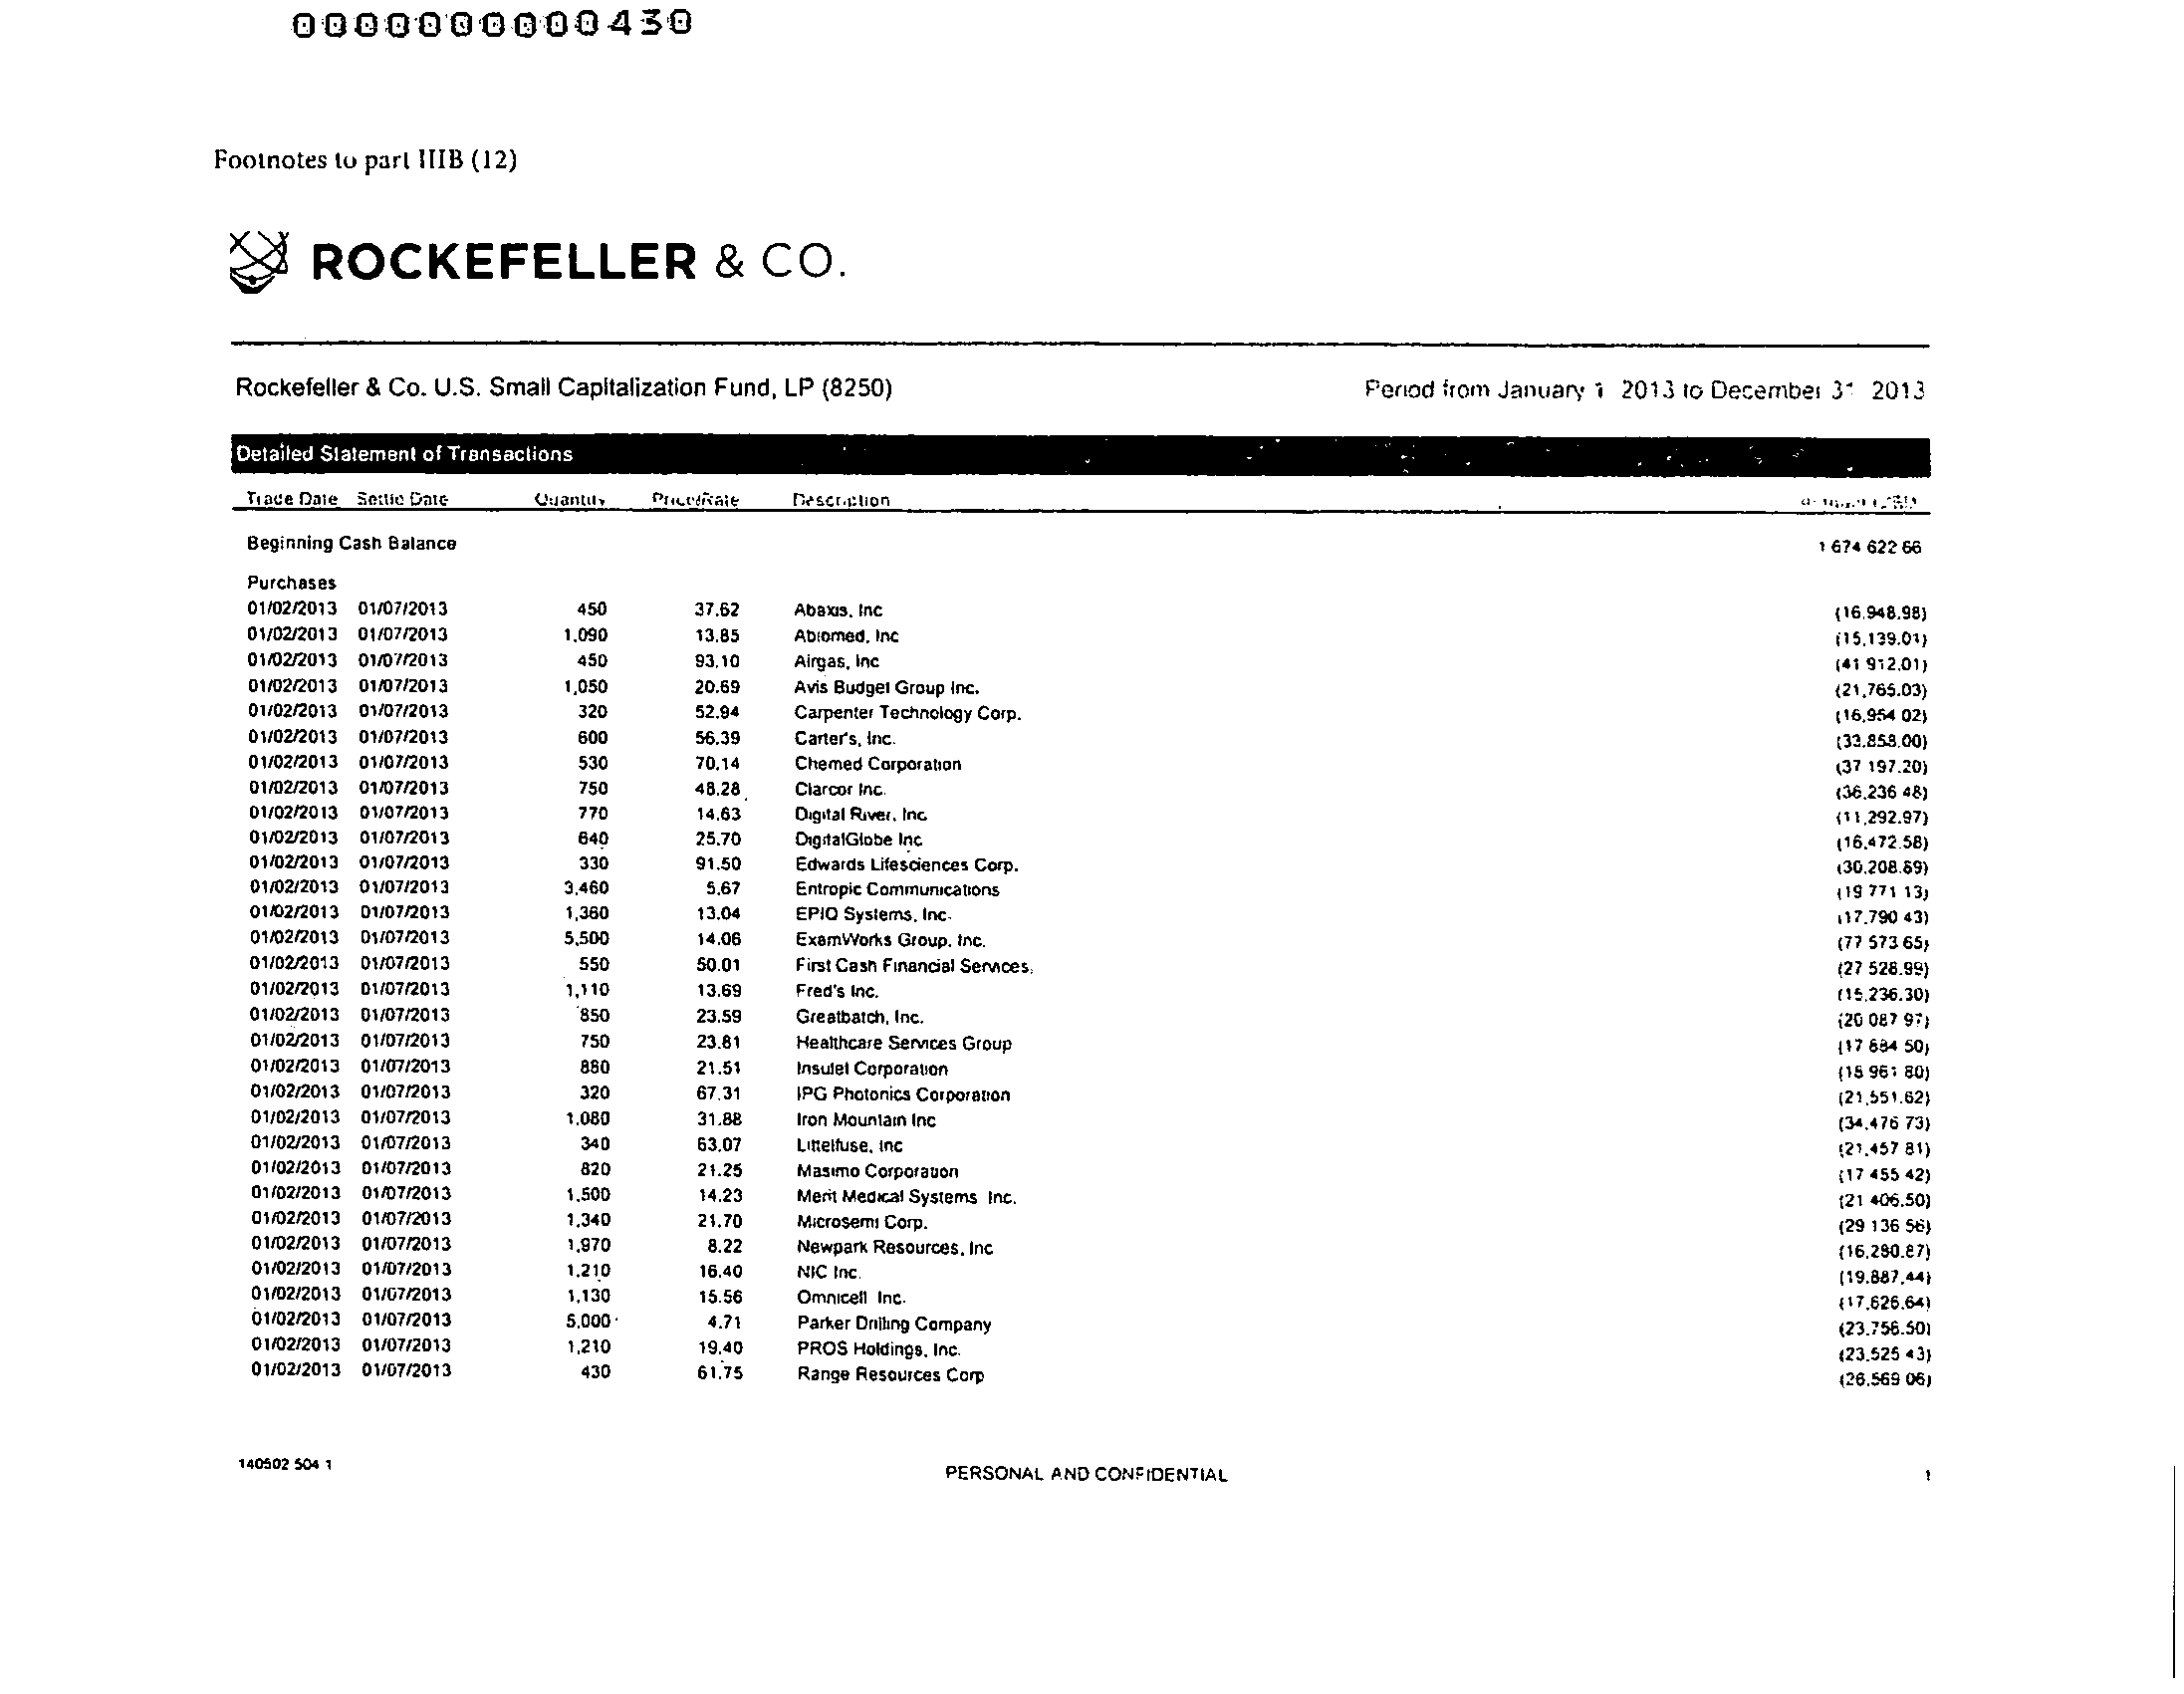 0000000000430
Footnotes to part IIIB (12)
ROCKEFELLER & CO.
Rockefeller & Co. U.S. Small Capitalization Fund, LP (8250) Period from January 1 2013 to December 31 2013
Detailed Statement of Transactions
Trade Date Settle Date Quantity Price/Rate Description
Beginning Cash Balance 1 674 622 66
Purchases
01/02/2013 01/07/2013 450 37.62 Abaxis, Inc (16,948.98)
01/02/2013 01/07/2013 1,090 13.85 Abiomed, Inc (15,139.01)
01/02/2013 01/07/2013 450 93.10 Airgas, Inc (41 912.01)
01/02/2013 01/07/2013 1,050 20.69 Avis Budget Group Inc. (21,765.03)
01/02/2013 01/07/2013 320 52.94 Carpenter Technology Corp. (16,954 02)
01/02/2013 01/07/2013 600 56.39 Carter's, Inc. (33.858.00)
01/02/2013 01/07/2013 530 70.14 Chemed Corporation (37 197.20)
01/02/2013 01/07/2013 750 48.28 Clarcor Inc. (36,236 48)
01/02/2013 01/07/2013 770 14.63 Digital River, Inc. (11,292.97)
01/02/2013 01/07/2013 640 25.70 DigitalGlobe Inc (16,472.58)
01/02/2013 01/07/2013 330 91.50 Edwards Lifesciences Corp. (30,208.69)
01/02/2013 01/07/2013 3,460 5.67 Entropic Communications (19 771 13)
01/02/2013 01/07/2013 1,360 13.04 EPIQ Systems, Inc. (17.790 43)
01/02/2013 01/07/2013 5,500 14.06 ExamWorks Group, Inc. (77 573 65)
01/02/2013 01/07/2013 550 50.01 First Cash Financial Services, (27 528.99)
01/02/2013 01/07/2013 1,110 13.69 Fred's Inc. (15,236.30)
01/02/2013 01/07/2013 850 23.59 Greatbatch, Inc. (20 087 97)
01/02/2013 01/07/2013 750 23.81 Healthcare Services Group (17 884 50)
01/02/2013 01/07/2013 880 21.51 Insulet Corporation (18 961 80)
01/02/2013 01/07/2013 320 67.31 IPG Photonics Corporation (21,551.62)
01/02/2013 01/07/2013 1.080 31.88 Iron Mountain Inc (34,476 73)
01/02/2013 01/07/2013 340 63.07 Littelfuse, Inc (21,457 81)
01/02/2013 01/07/2013 820 21.25 Masimo Corporation (17 455 42)
01/02/2013 01/07/2013 1,500 14.23 Merit Medical Systems Inc. (21 406.50)
01/02/2013 01/07/2013 1,340 21.70 Microsemi Corp. (29 136 56)
01/02/2013 01/07/2013 1,970 8.22 Newpark Resources, Inc (16,280.87)
01/02/2013 01/07/2013 1,210 16.40 NIC Inc. (19.887,44)
01/02/2013 01/07/2013 1,130 15.56 Omnicell Inc. (17,626.64)
01/02/2013 01/07/2013 5,000 4.71 Parker Drilling Company (23.756.50)
01/02/2013 01/07/2013 1,210 19.40 PROS Holdings, Inc. (23,525 43)
01/02/2013 01/07/2013 430 61.75 Range Resources Corp (26,569 06)
140502 504 1 PERSONAL AND CONFIDENTIAL 1